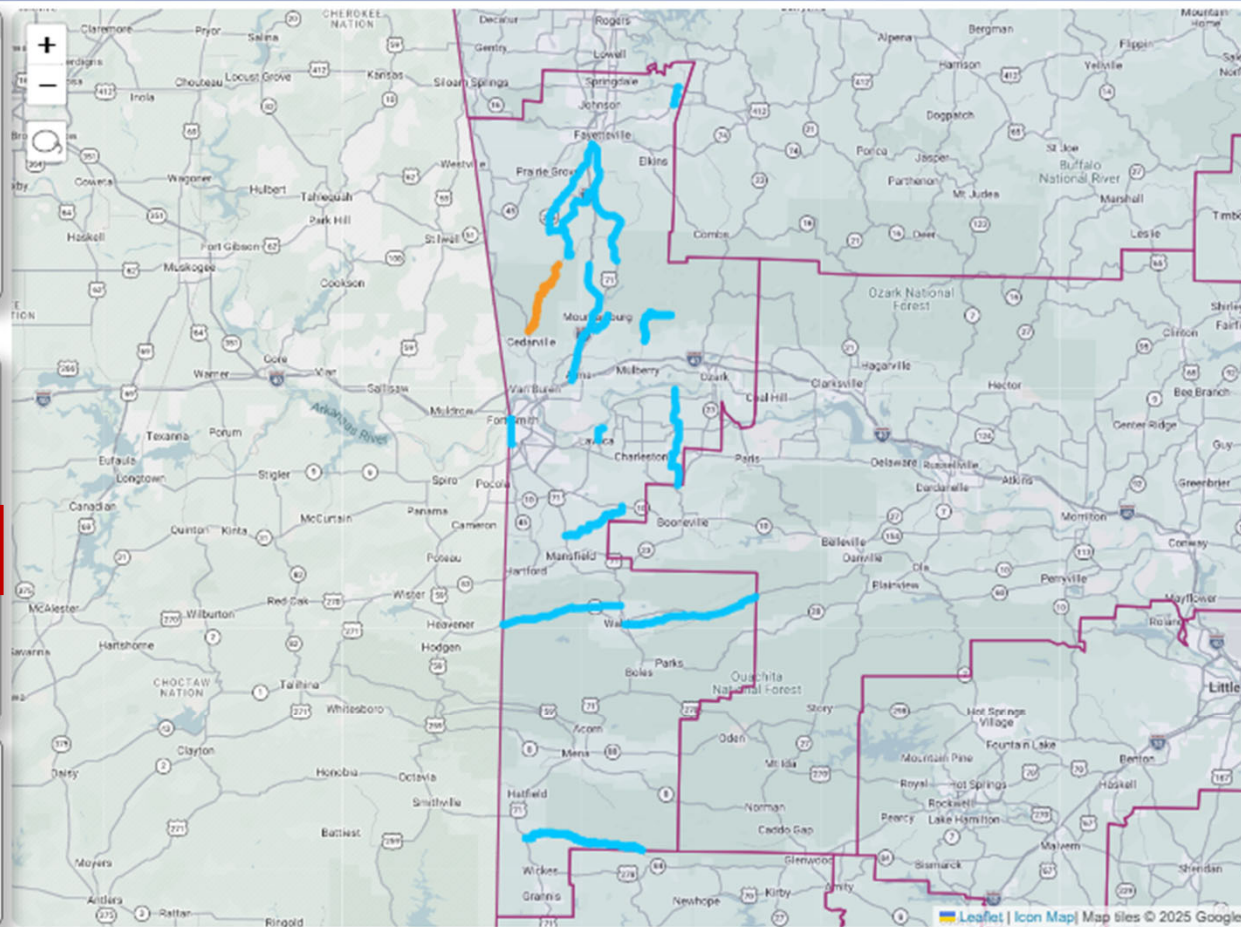 CHEROKEE
NATION
Claremore
Pryor
Salina
Decatur
Rogers
Gentry
Lowell
Alpena
Bergman
Flippin
Mountain
Home
Harrison
Yellville
Chouteau
Locust Grove
Kansas
Siloam Springs
Springdale
Inola
Johnson
Dogpatch
Fayetteville
St Joe
Westville
Elkins
Ponca
Jasper
Buffalo
National River
Coweta
Wagoner
Hulbert
Tahlequah
Prairie Grov
Parthenon
Mt Judea
Marshall
Haskell
Park Hill
Stilwell
Combs
Deer
Leslie
Fort Gibson
Muskogee
Cookson
Ozark National
Forest
Shirley
Clinton
Cedarville
Gore
Vian
Mulberry
Ozark
Hagarville
Warner
Sallisaw
Van Buren
Clarksville
Hector
Bee Branch
Muldrow
Coal Hill
Arkansas River
Texanna
Porum
Center Ridge
Guy
Eufaula
Longtown
Stigler
Spiro
Pocola
Charleston
Paris
Delaware
Russellville
Dardanelle
Atkins
Greenbrier
Canadian
McCurtain
Panama
Cameron
Booneville
Morrilton
Quinton
Kinta
Belleville
Danville
Conway
Poteau
Mansfield
Hartford
Ola
Plainview
Perryville
Mayflower
McAlester
Wilburton
Red Oak
Wister
Heavener
Wal
Roland
Hartshorne
Hodgen
Parks
Boles
CHOCTAW
NATION
Talihina
Ouachita
National Forest
Little
Whitesboro
Story
Hot Springs
Village
Acorn
Oden
Fountain Lake
Clayton
Mena
Mt Ida
Mountain Pine
Benton
Daisy
Honobia
Octavia
Royal
Hot Springs
Haskell
Hatfield
Smithville
Norman
Rockwell
Battiest
Caddo Gap
Pearcy
Lake Hamilton
Malvern
Moyers
Wickes
Glenwood
Bismarck
Sheridan
Antlers
Rattan
Ringold
Grannis
Newhope
Kirby
Amity
Leaflet | Icon Map| Map tiles © 2025 Google